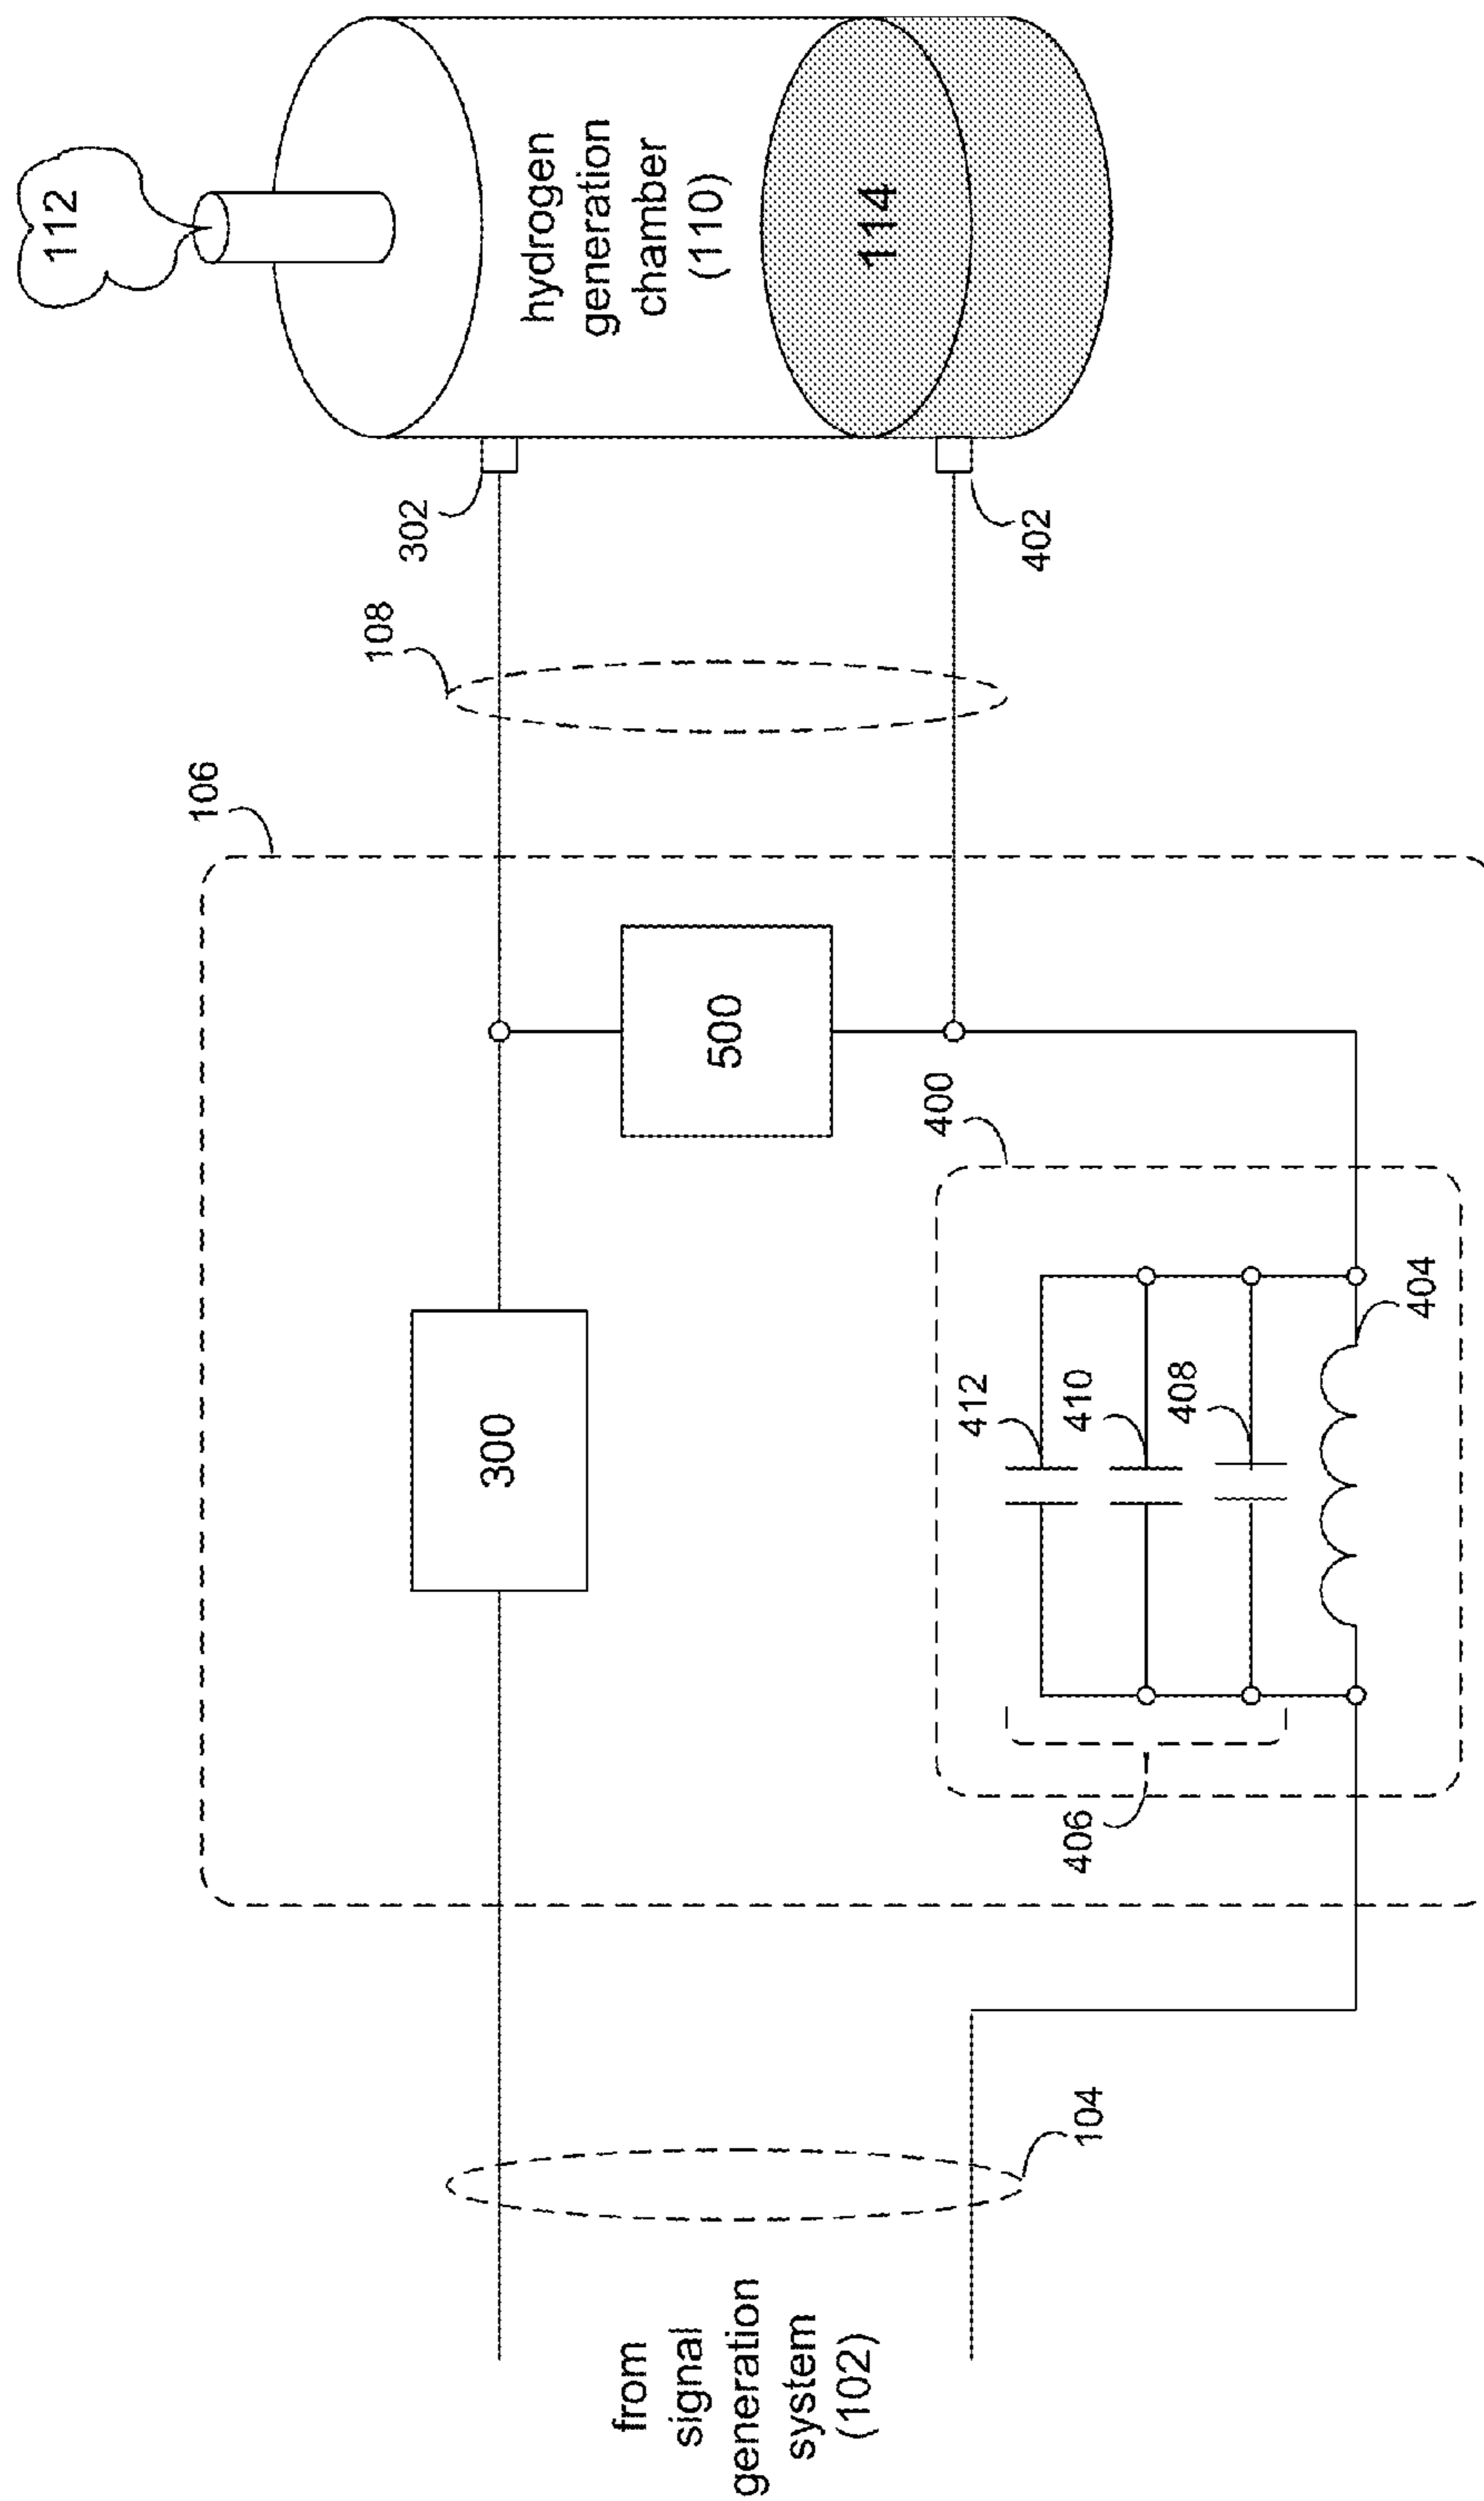 from
signal
generation
system
(102)
104
106
300
500
108
400
406
412
410
408
404
302
402
112
hydrogen
generation
chamber
(110)
114